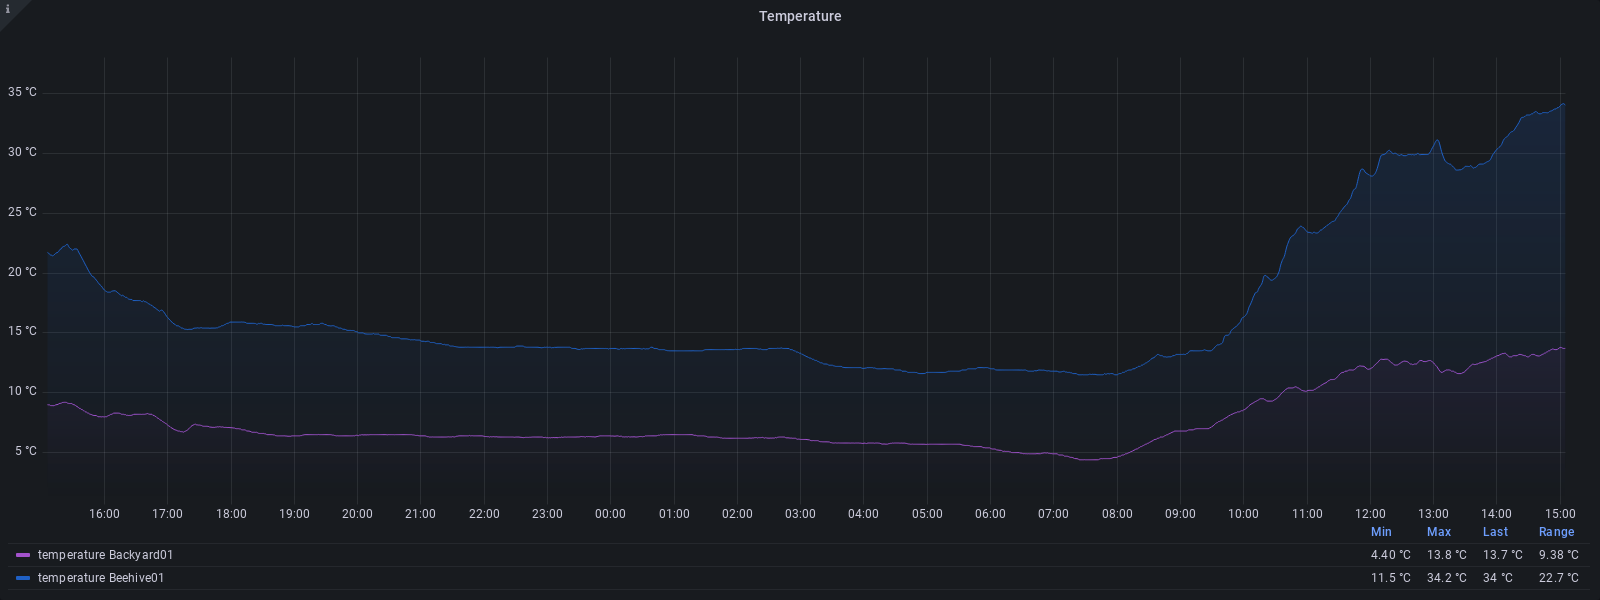 i
Temperature
35 °C
30 °C
25 °C
20 °C
15 °C
10 °C
5 °C
16:00 17:00 18:00 19:00 20:00 21:00 22:00 23:00 00:00 01:00 02:00 03:00 04:00 05:00 06:00 07:00 08:00 09:00 10:00 11:00 12:00 13:00 14:00 15:00
Min Max Last Range
temperature Backyard01 4.40 °C 13.8 °C 13.7 °C 9.38 °C
temperature Beehive01 11.5 °C 34.2 °C 34 °C 22.7 °C